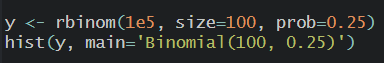 y <- rbinom(1e5, size=100, prob=0.25)
hist(y, main='Binomial(100, 0.25)')